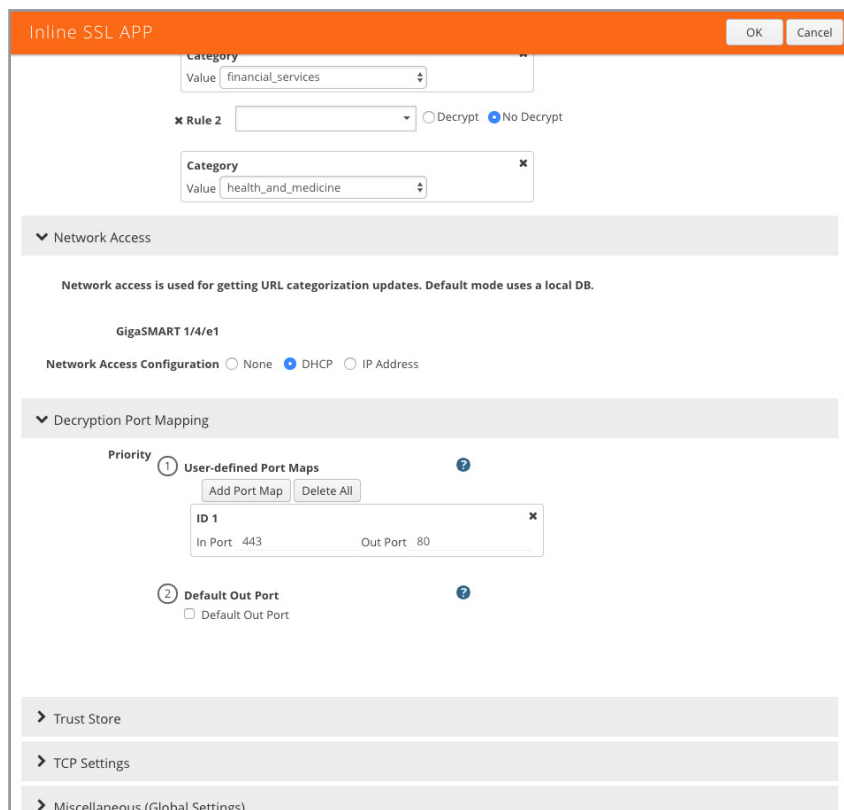 Inline SSL APP
OK
Cancel
Category
Value financial_services
Rule 2
Decrypt
No Decrypt
Category
Value health_and_medicine
Network Access
Network access is used for getting URL categorization updates. Default mode uses a local DB.
GigaSMART 1/4/e1
Network Access Configuration None DHCP IP Address
Decryption Port Mapping
Priority
1 User-defined Port Maps ?
Add Port Map Delete All
ID 1
In Port 443 Out Port 80
2 Default Out Port ?
Default Out Port
Trust Store
TCP Settings
Miscellaneous (Global Settings)